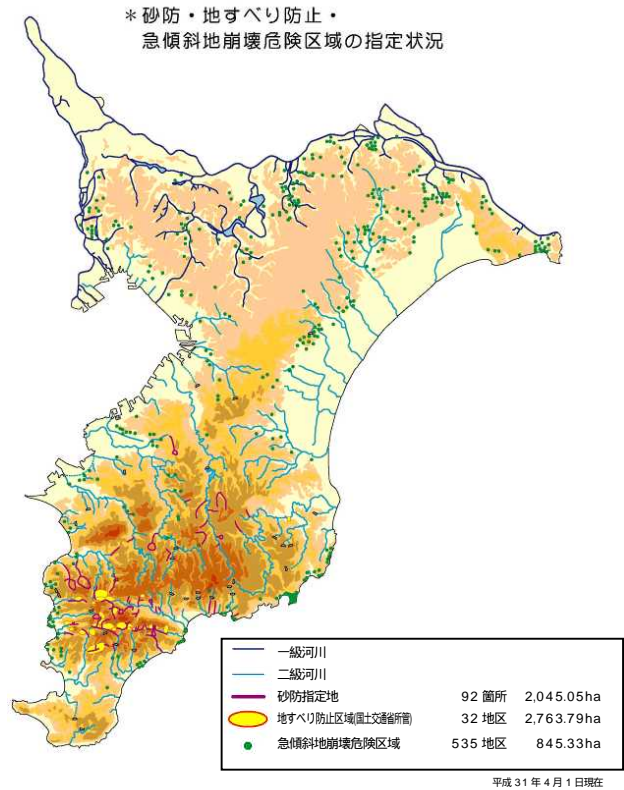 ＊砂防・地すべり防止・
急傾斜地崩壊危険区域の指定状況
一級河川
二級河川
砂防指定地 92 箇所 2,045.05ha
地すべり防止区域(国土交通省所管) 32 地区 2,763.79ha
急傾斜地崩壊危険区域 535 地区 845.33ha
平成 31 年 4 月 1 日現在